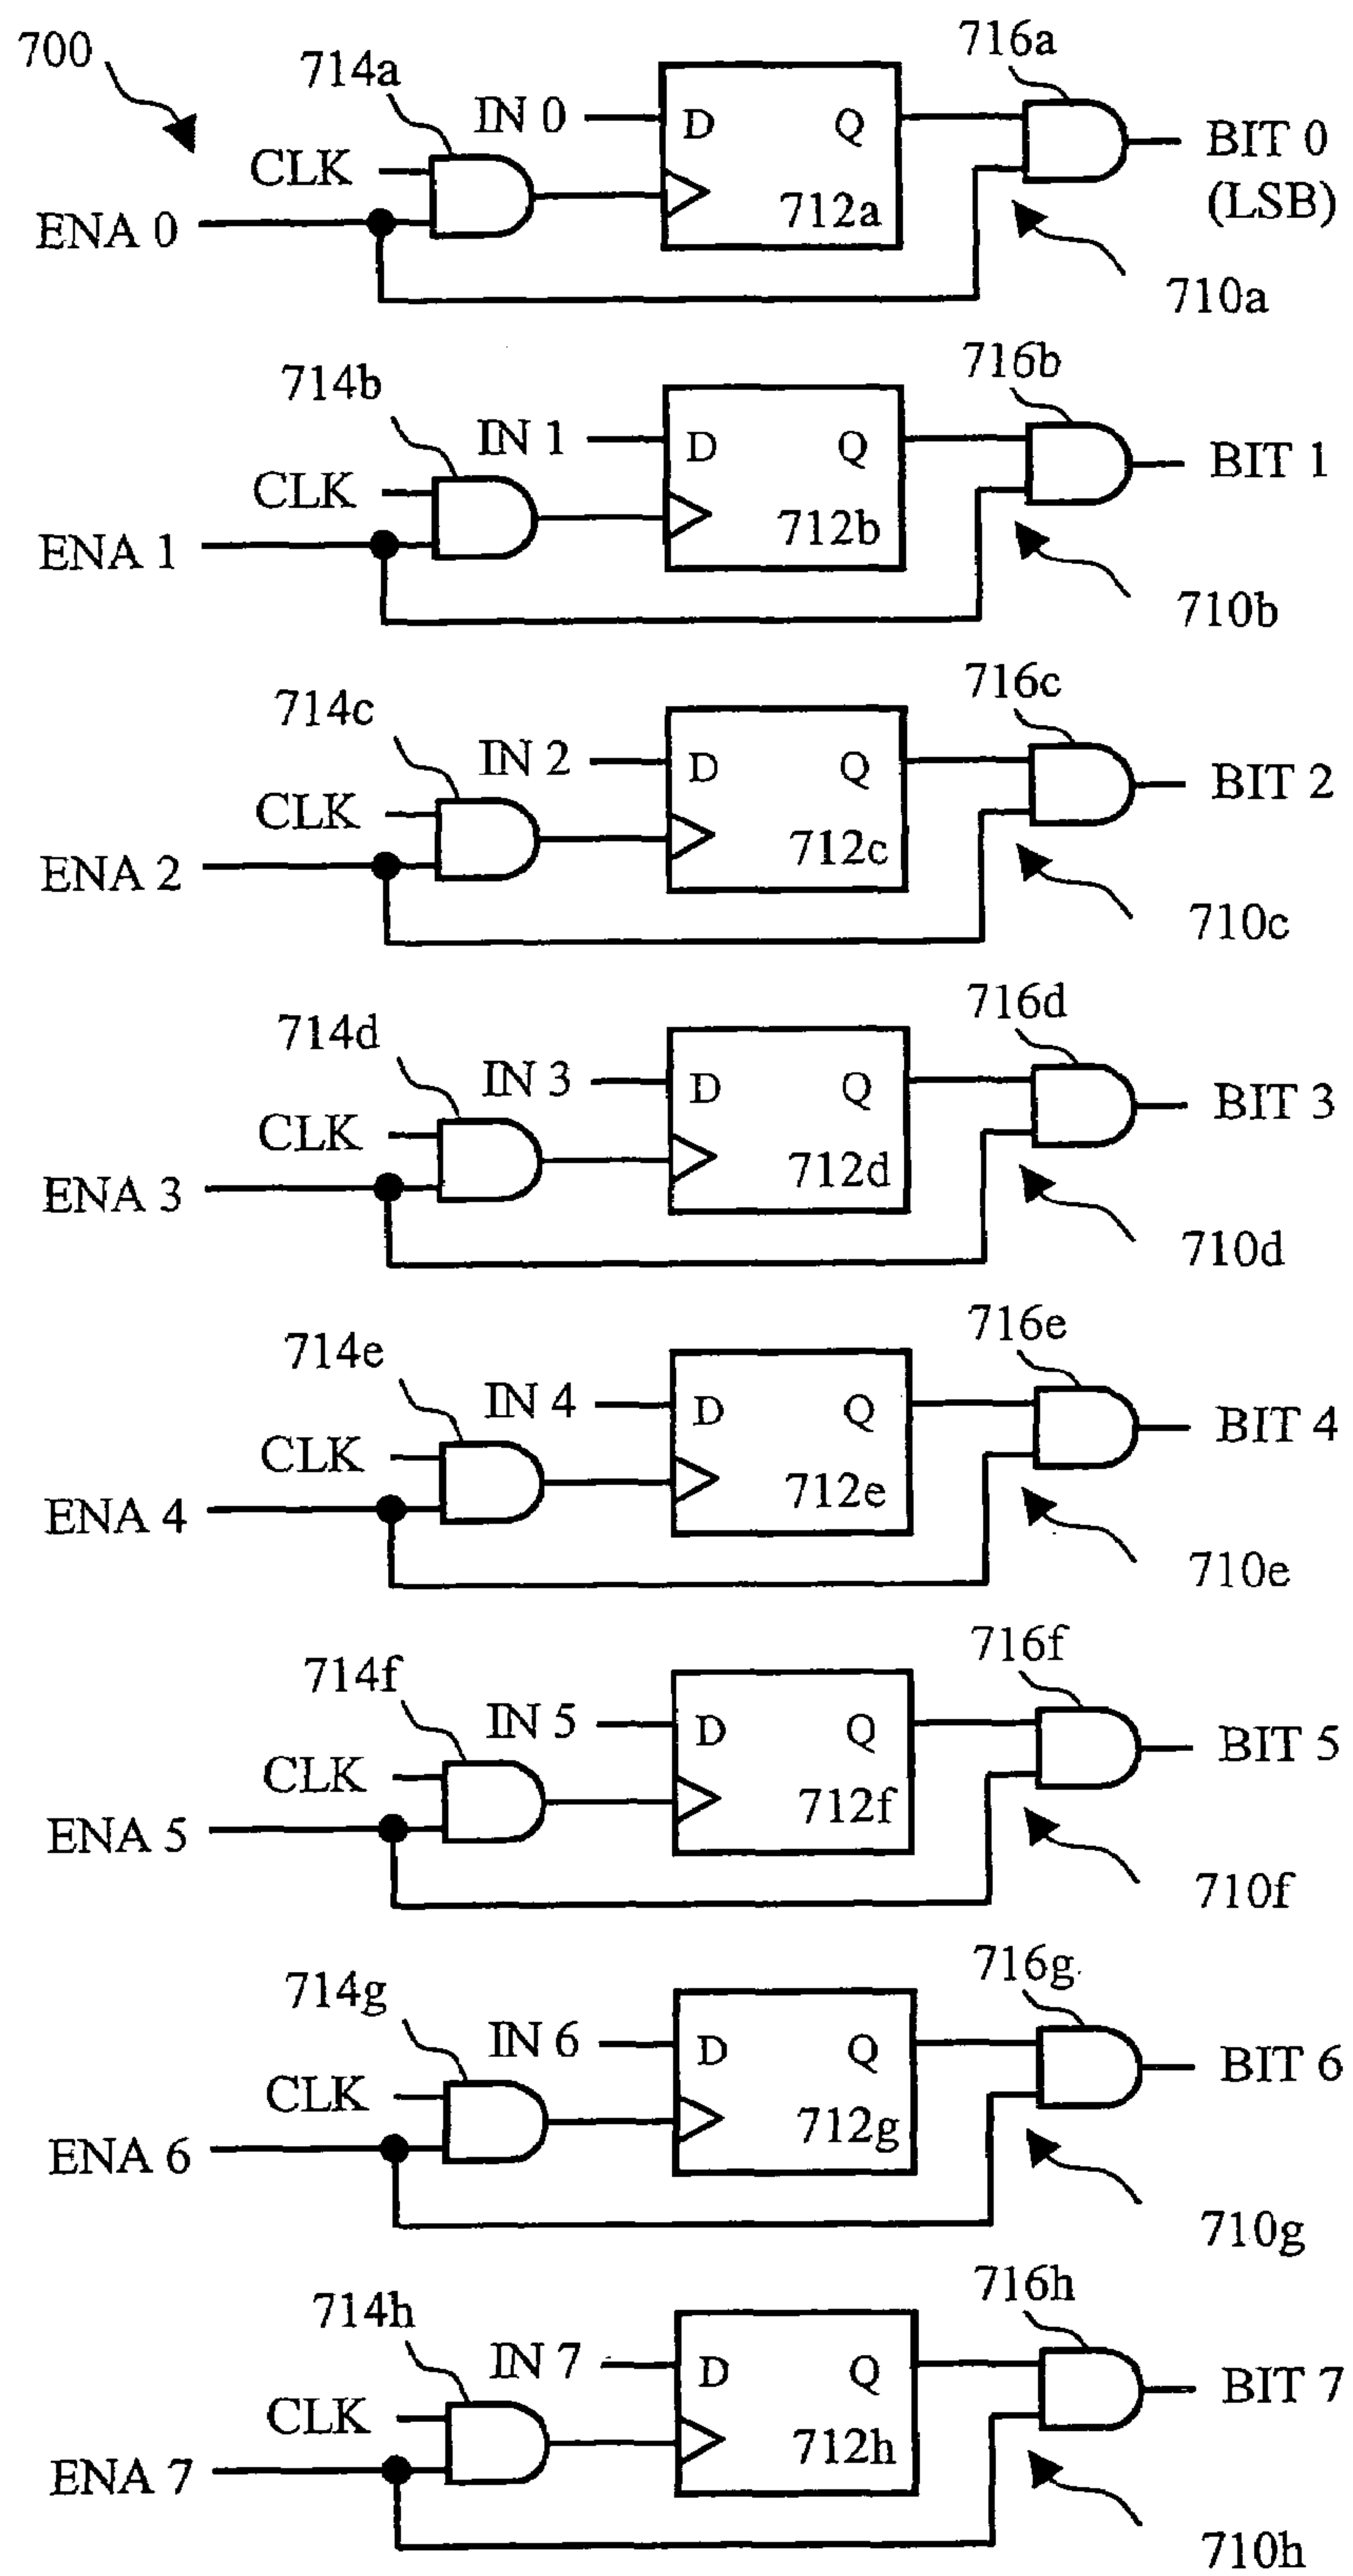 700
714a
716a
IN 0
D
Q
BIT 0
(LSB)
CLK
712a
ENA 0
710a
714b
716b
IN 1
D
Q
BIT 1
CLK
712b
ENA 1
710b
714c
716c
IN 2
D
Q
BIT 2
CLK
712c
ENA 2
710c
714d
716d
IN 3
D
Q
BIT 3
CLK
712d
ENA 3
710d
714e
716e
IN 4
D
Q
BIT 4
CLK
712e
ENA 4
710e
714f
716f
IN 5
D
Q
BIT 5
CLK
712f
ENA 5
710f
714g
716g
IN 6
D
Q
BIT 6
CLK
712g
ENA 6
710g
714h
716h
IN 7
D
Q
BIT 7
CLK
712h
ENA 7
710h